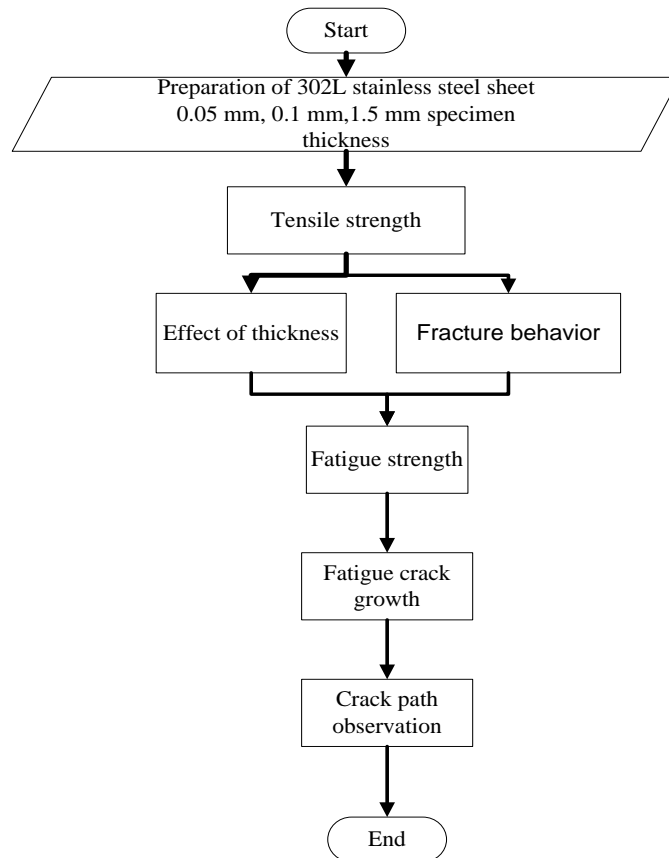 Start
Preparation of 302L stainless steel sheet
0.05 mm, 0.1 mm,1.5 mm specimen
thickness
Tensile strength
Effect of thickness
Fracture behavior
Fatigue strength
Fatigue crack
growth
Crack path
observation
End